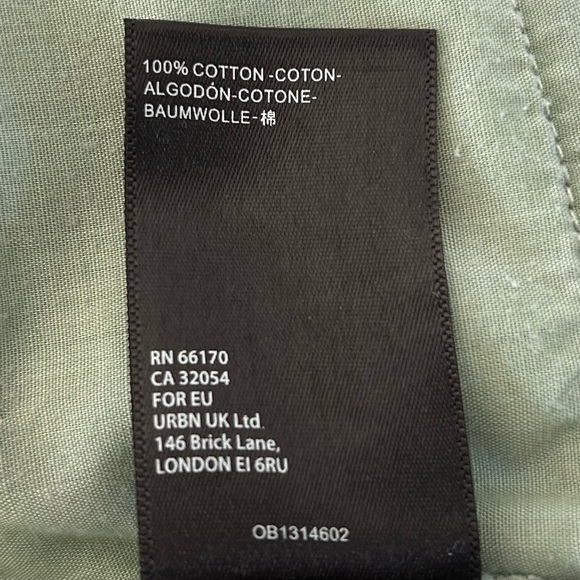 100% COTTON -COTON-
ALGODÓN-COTONE-
BAUMWOLLE-棉
RN 66170
CA 32054
FOR EU
URBN UK Ltd.
146 Brick Lane,
LONDON EI 6RU
OB1314602